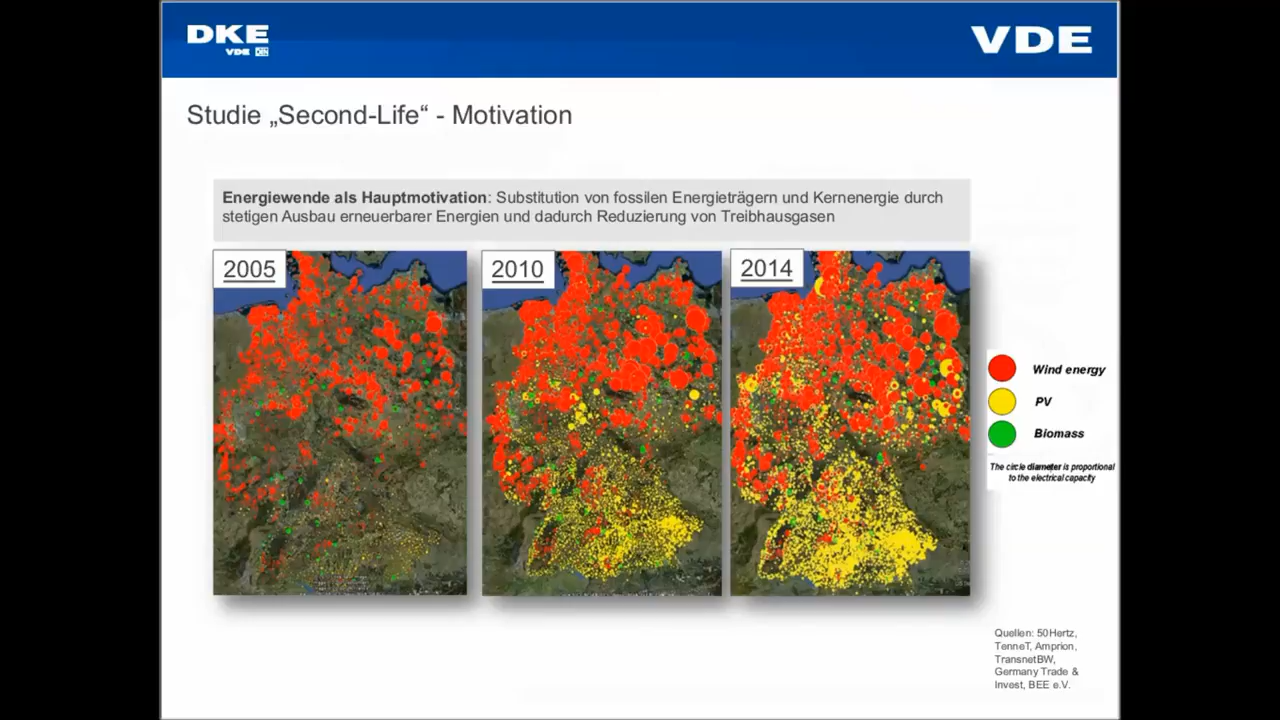 DKE
VDE DIN
VDE
Studie „Second-Life“ - Motivation
Energiewende als Hauptmotivation: Substitution von fossilen Energieträgern und Kernenergie durch
stetigen Ausbau erneuerbarer Energien und dadurch Reduzierung von Treibhausgasen
2005
2010
2014
Wind energy
PV
Biomass
The circle diameter is proportional
to the electrical capacity
Quellen: 50Hertz,
TenneT, Amprion,
TransnetBW,
Germany Trade &
Invest, BEE e.V.